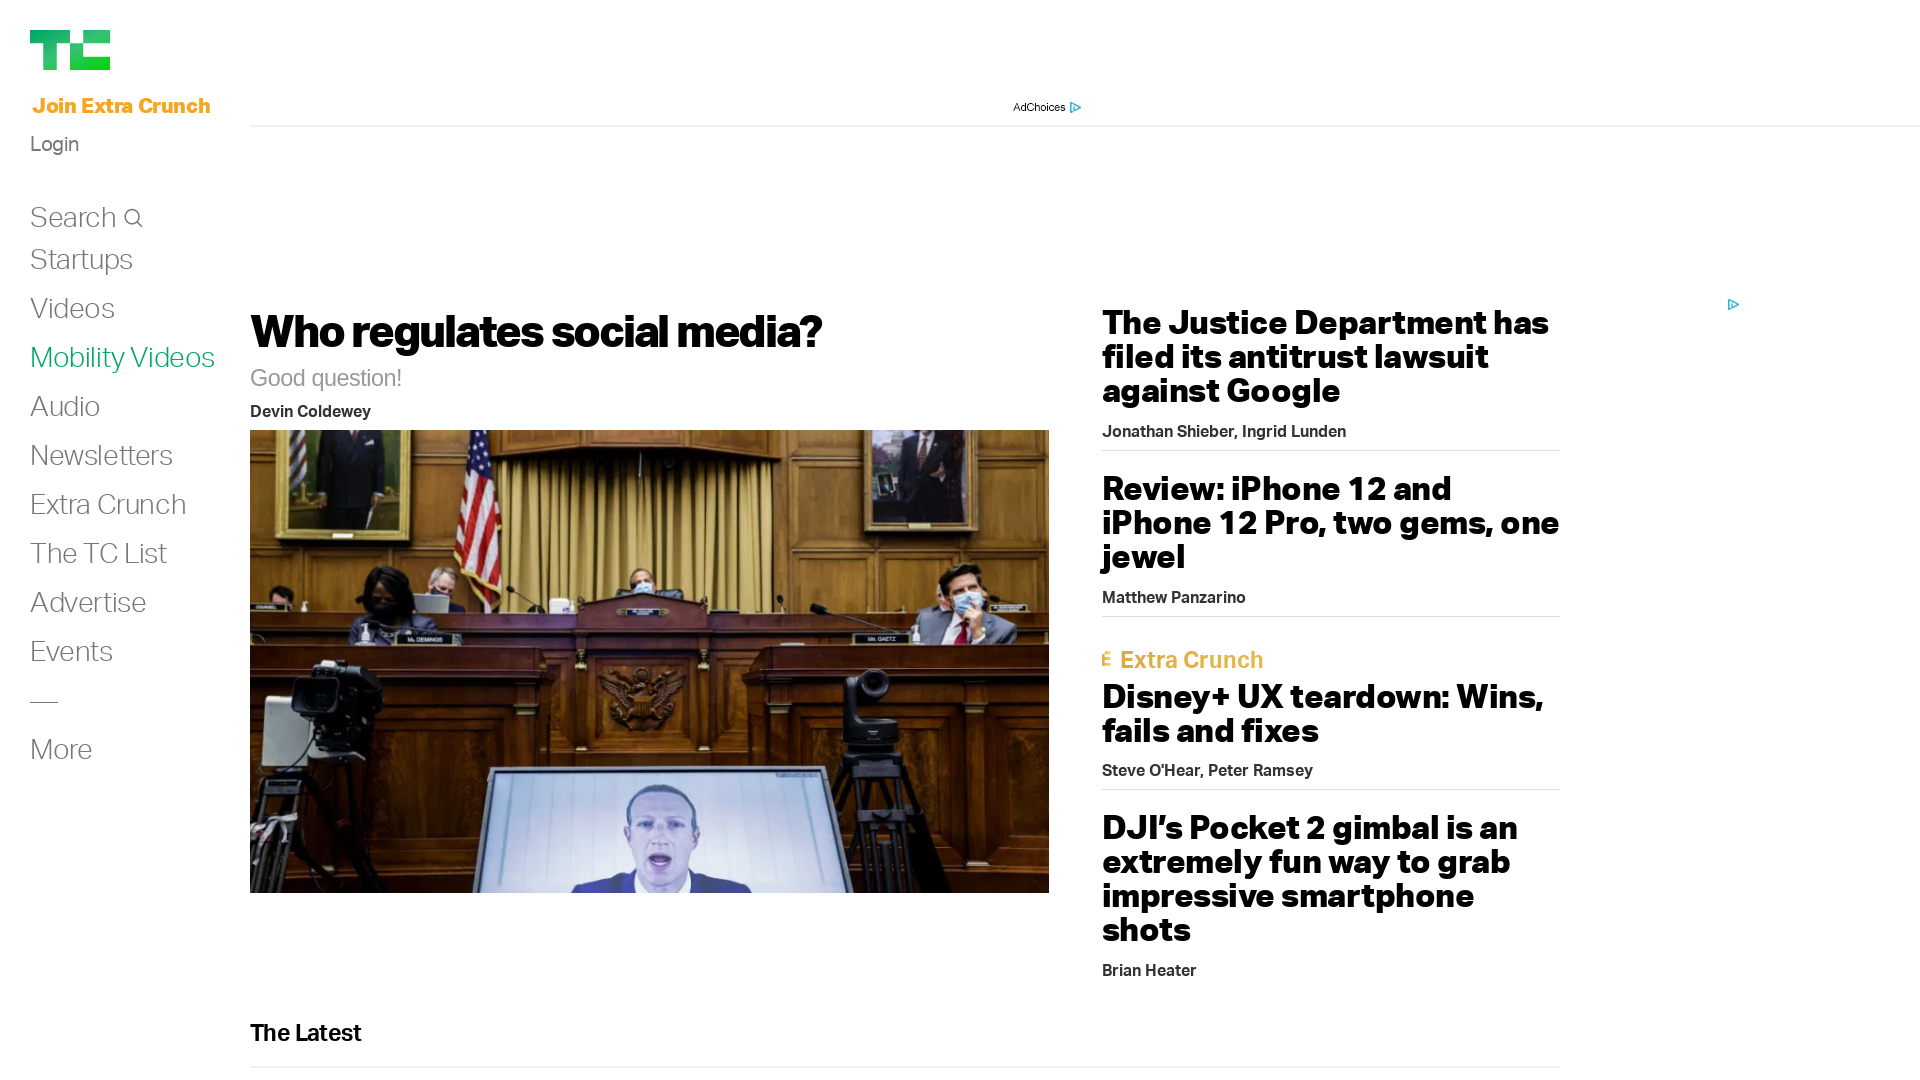 TC
Join Extra Crunch
Login
Search
Startups
Videos
Mobility Videos
Audio
Newsletters
Extra Crunch
The TC List
Advertise
Events
More
AdChoices
Who regulates social media?
Good question!
Devin Coldewey
Ms. DEMINGS
Mr. GAETZ
The Justice Department has
filed its antitrust lawsuit
against Google
Jonathan Shieber, Ingrid Lunden
Review: iPhone 12 and
iPhone 12 Pro, two gems, one
jewel
Matthew Panzarino
Extra Crunch
Disney+ UX teardown: Wins,
fails and fixes
Steve O'Hear, Peter Ramsey
DJI’s Pocket 2 gimbal is an
extremely fun way to grab
impressive smartphone
shots
Brian Heater
The Latest